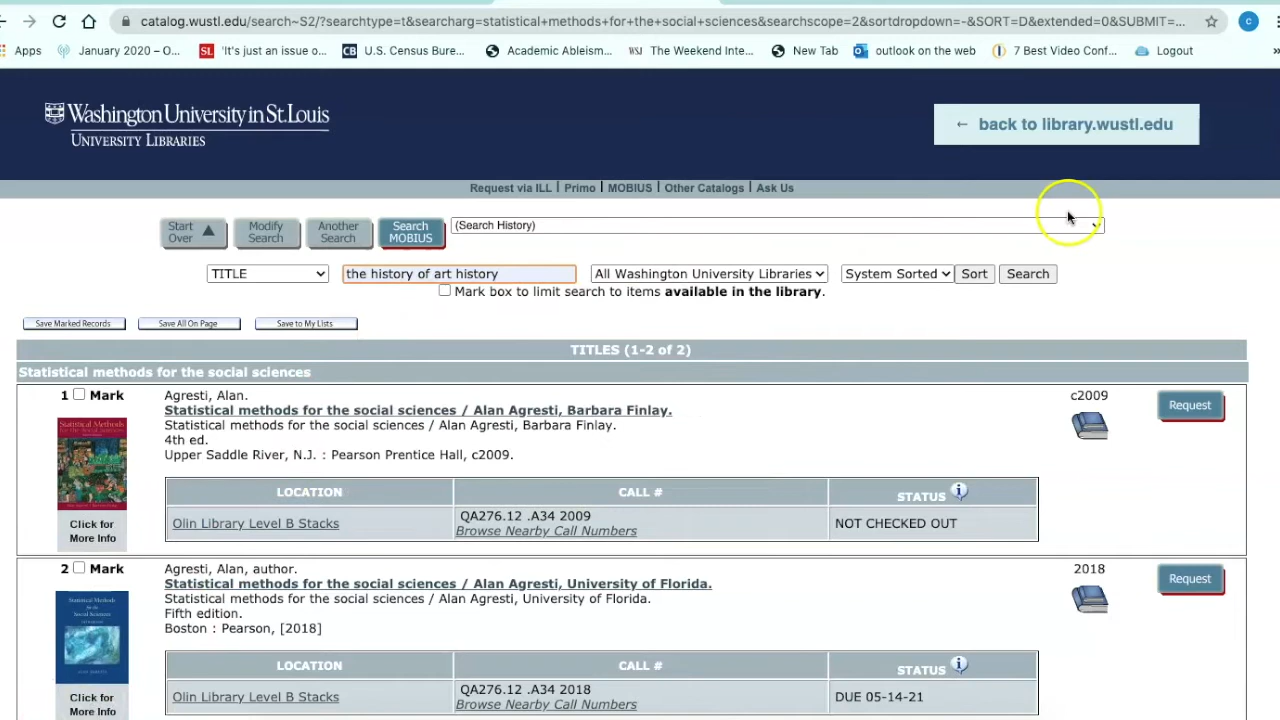 catalog.wustl.edu/search~S2/?searchtype=t&searcharg=statistical+methods+for+the+social+sciences&searchscope=2&sortdropdown=-&SORT=D&extended=0&SUBMIT=...
c
Apps
January 2020 – O...
SL 'It's just an issue o...
CB U.S. Census Bure...
Academic Ableism...
WSJ The Weekend Inte...
New Tab
outlook on the web
7 Best Video Conf...
Logout
»
Washington University in St. Louis
UNIVERSITY LIBRARIES
← back to library.wustl.edu
Request via ILL | Primo | MOBIUS | Other Catalogs | Ask Us
Start Over
Modify Search
Another Search
Search MOBIUS
(Search History)
TITLE
the history of art history
All Washington University Libraries
System Sorted
Sort
Search
Mark box to limit search to items available in the library.
Save Marked Records
Save All On Page
Save to My Lists
TITLES (1-2 of 2)
Statistical methods for the social sciences
1 Mark
Agresti, Alan.
c2009
Request
Statistical methods for the social sciences / Alan Agresti, Barbara Finlay.
Statistical methods for the social sciences / Alan Agresti, Barbara Finlay.
4th ed.
Upper Saddle River, N.J. : Pearson Prentice Hall, c2009.
Click for
More Info
LOCATION CALL # STATUS
Olin Library Level B Stacks
QA276.12 .A34 2009
Browse Nearby Call Numbers
NOT CHECKED OUT
2 Mark
Agresti, Alan, author.
2018
Request
Statistical methods for the social sciences / Alan Agresti, University of Florida.
Statistical methods for the social sciences / Alan Agresti, University of Florida.
Fifth edition.
Boston : Pearson, [2018]
Click for
More Info
LOCATION CALL # STATUS
Olin Library Level B Stacks
QA276.12 .A34 2018
Browse Nearby Call Numbers
DUE 05-14-21